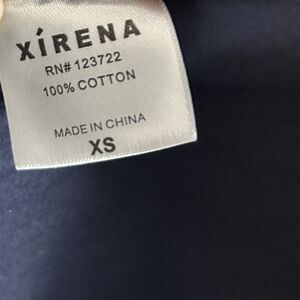 XíRENA
RN# 123722
100% COTTON
MADE IN CHINA
XS